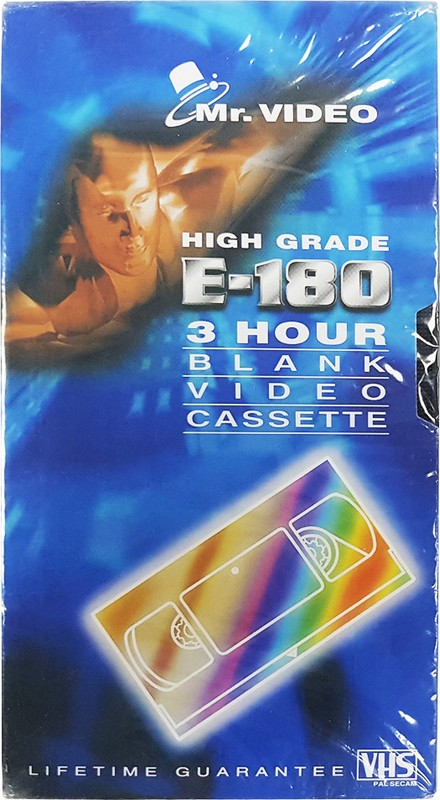 Mr. VIDEO
HIGH GRADE
E-180
3 HOUR
BLANK
VIDEO
CASSETTE
LIFETIME GUARANTEE
VHS
PAL SECAM